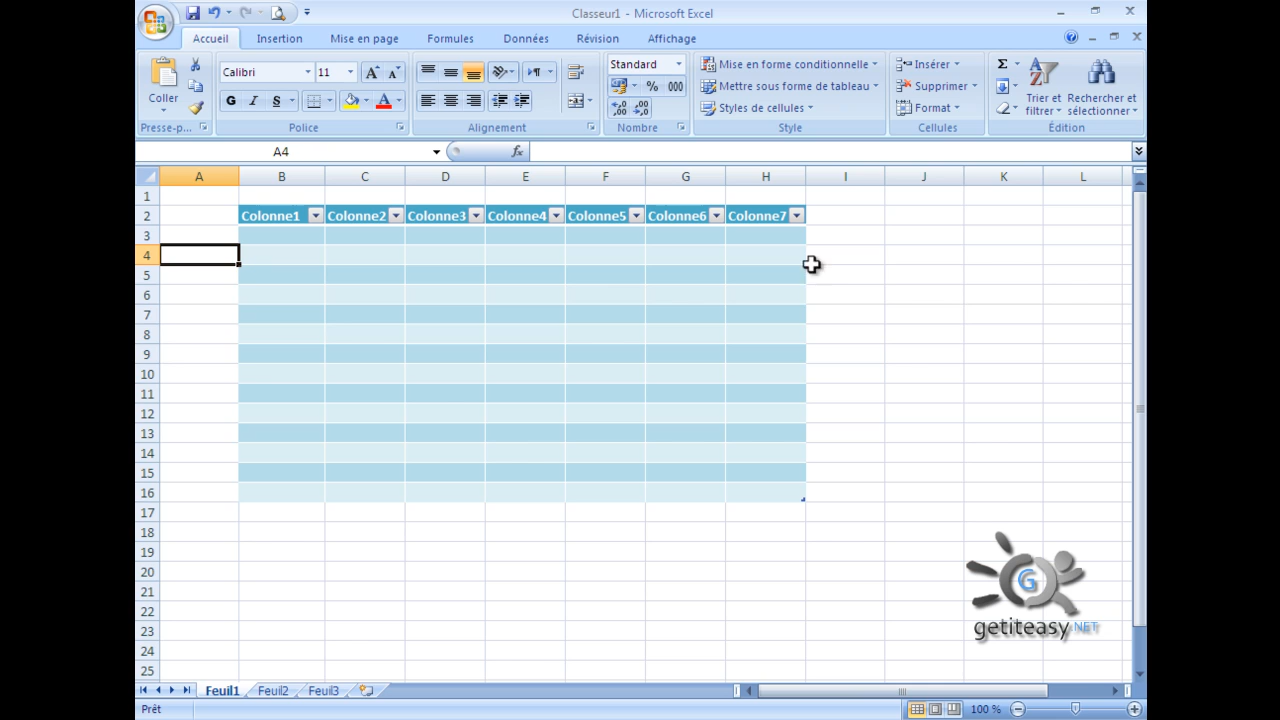 Classeur1 - Microsoft Excel
Accueil Insertion Mise en page Formules Données Révision Affichage
Coller
Calibri 11
G I S
Standard
% 000
Mise en forme conditionnelle
Mettre sous forme de tableau
Styles de cellules
Insérer
Supprimer
Format
Σ
Trier et filtrer
Rechercher et sélectionner
Presse-p... Police Alignement Nombre Style Cellules Édition
A4 fx
A B C D E F G H I J K L
1
2 Colonne1 Colonne2 Colonne3 Colonne4 Colonne5 Colonne6 Colonne7
3
4
5
6
7
8
9
10
11
12
13
14
15
16
17
18
19
20
21
22
23
24
25
G
getiteasy.NET
Feuil1 Feuil2 Feuil3
Prêt 100 %